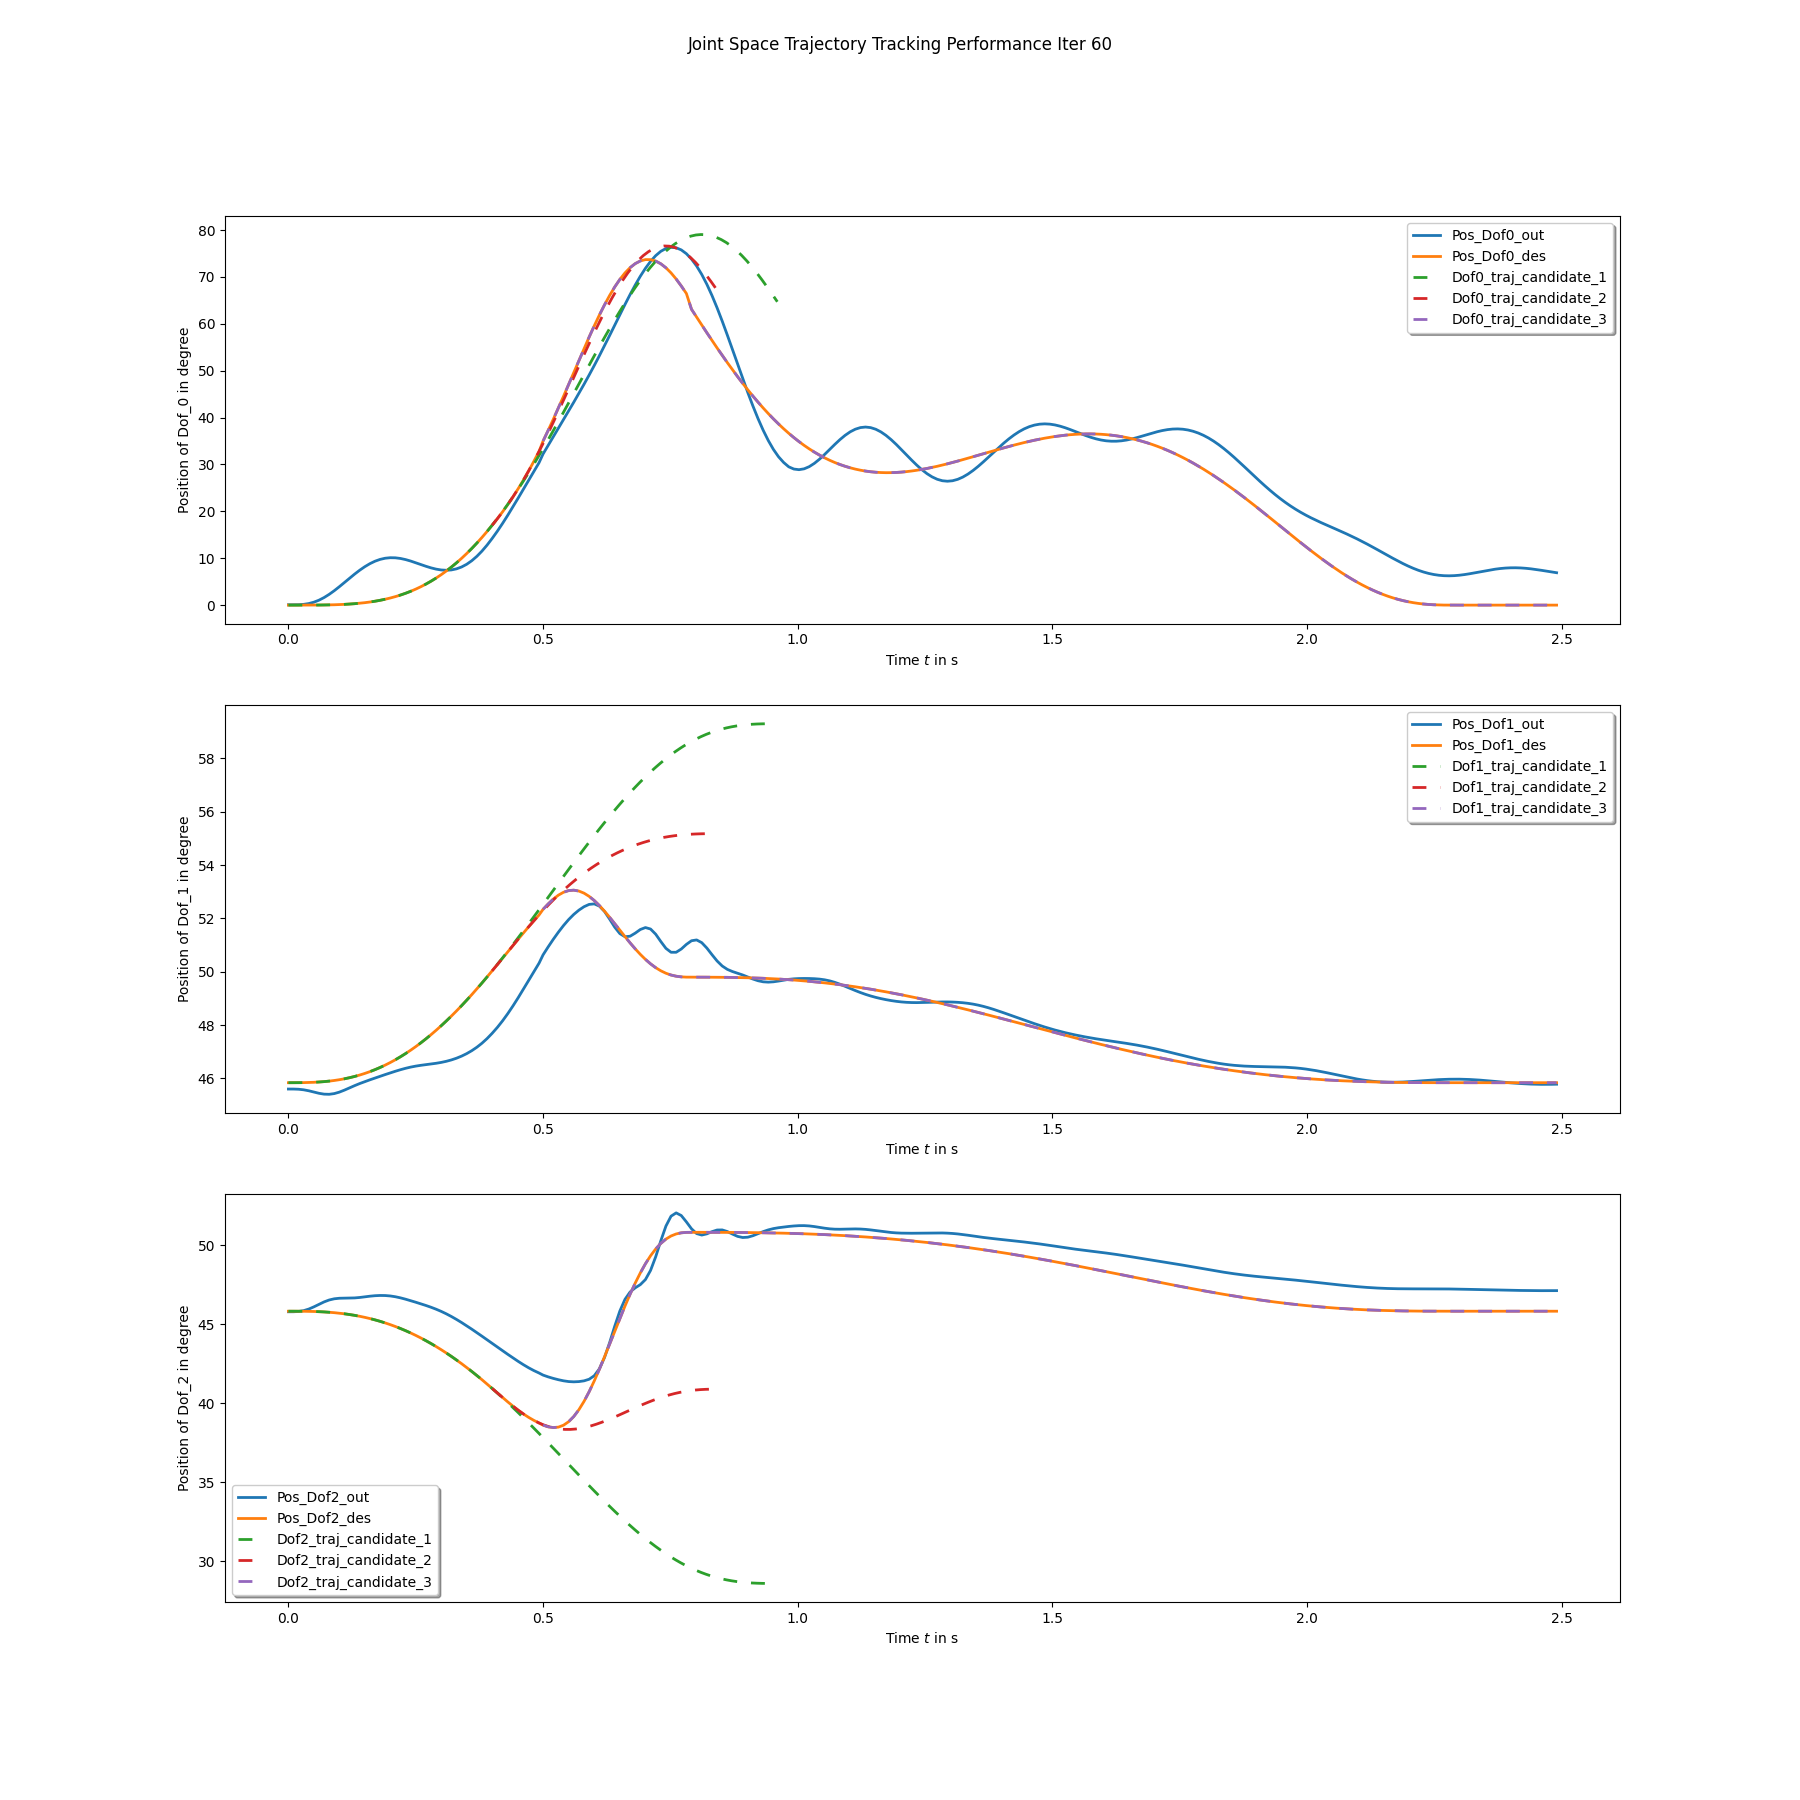 Joint Space Trajectory Tracking Performance Iter 60
80
70
60
50
40
30
20
10
0
Position of Dof_0 in degree
Pos_Dof0_out
Pos_Dof0_des
Dof0_traj_candidate_1
Dof0_traj_candidate_2
Dof0_traj_candidate_3
0.0 0.5 1.0 1.5 2.0 2.5
Time t in s
58
56
54
52
50
48
46
Position of Dof_1 in degree
Pos_Dof1_out
Pos_Dof1_des
Dof1_traj_candidate_1
Dof1_traj_candidate_2
Dof1_traj_candidate_3
0.0 0.5 1.0 1.5 2.0 2.5
Time t in s
50
45
40
35
30
Position of Dof_2 in degree
Pos_Dof2_out
Pos_Dof2_des
Dof2_traj_candidate_1
Dof2_traj_candidate_2
Dof2_traj_candidate_3
0.0 0.5 1.0 1.5 2.0 2.5
Time t in s